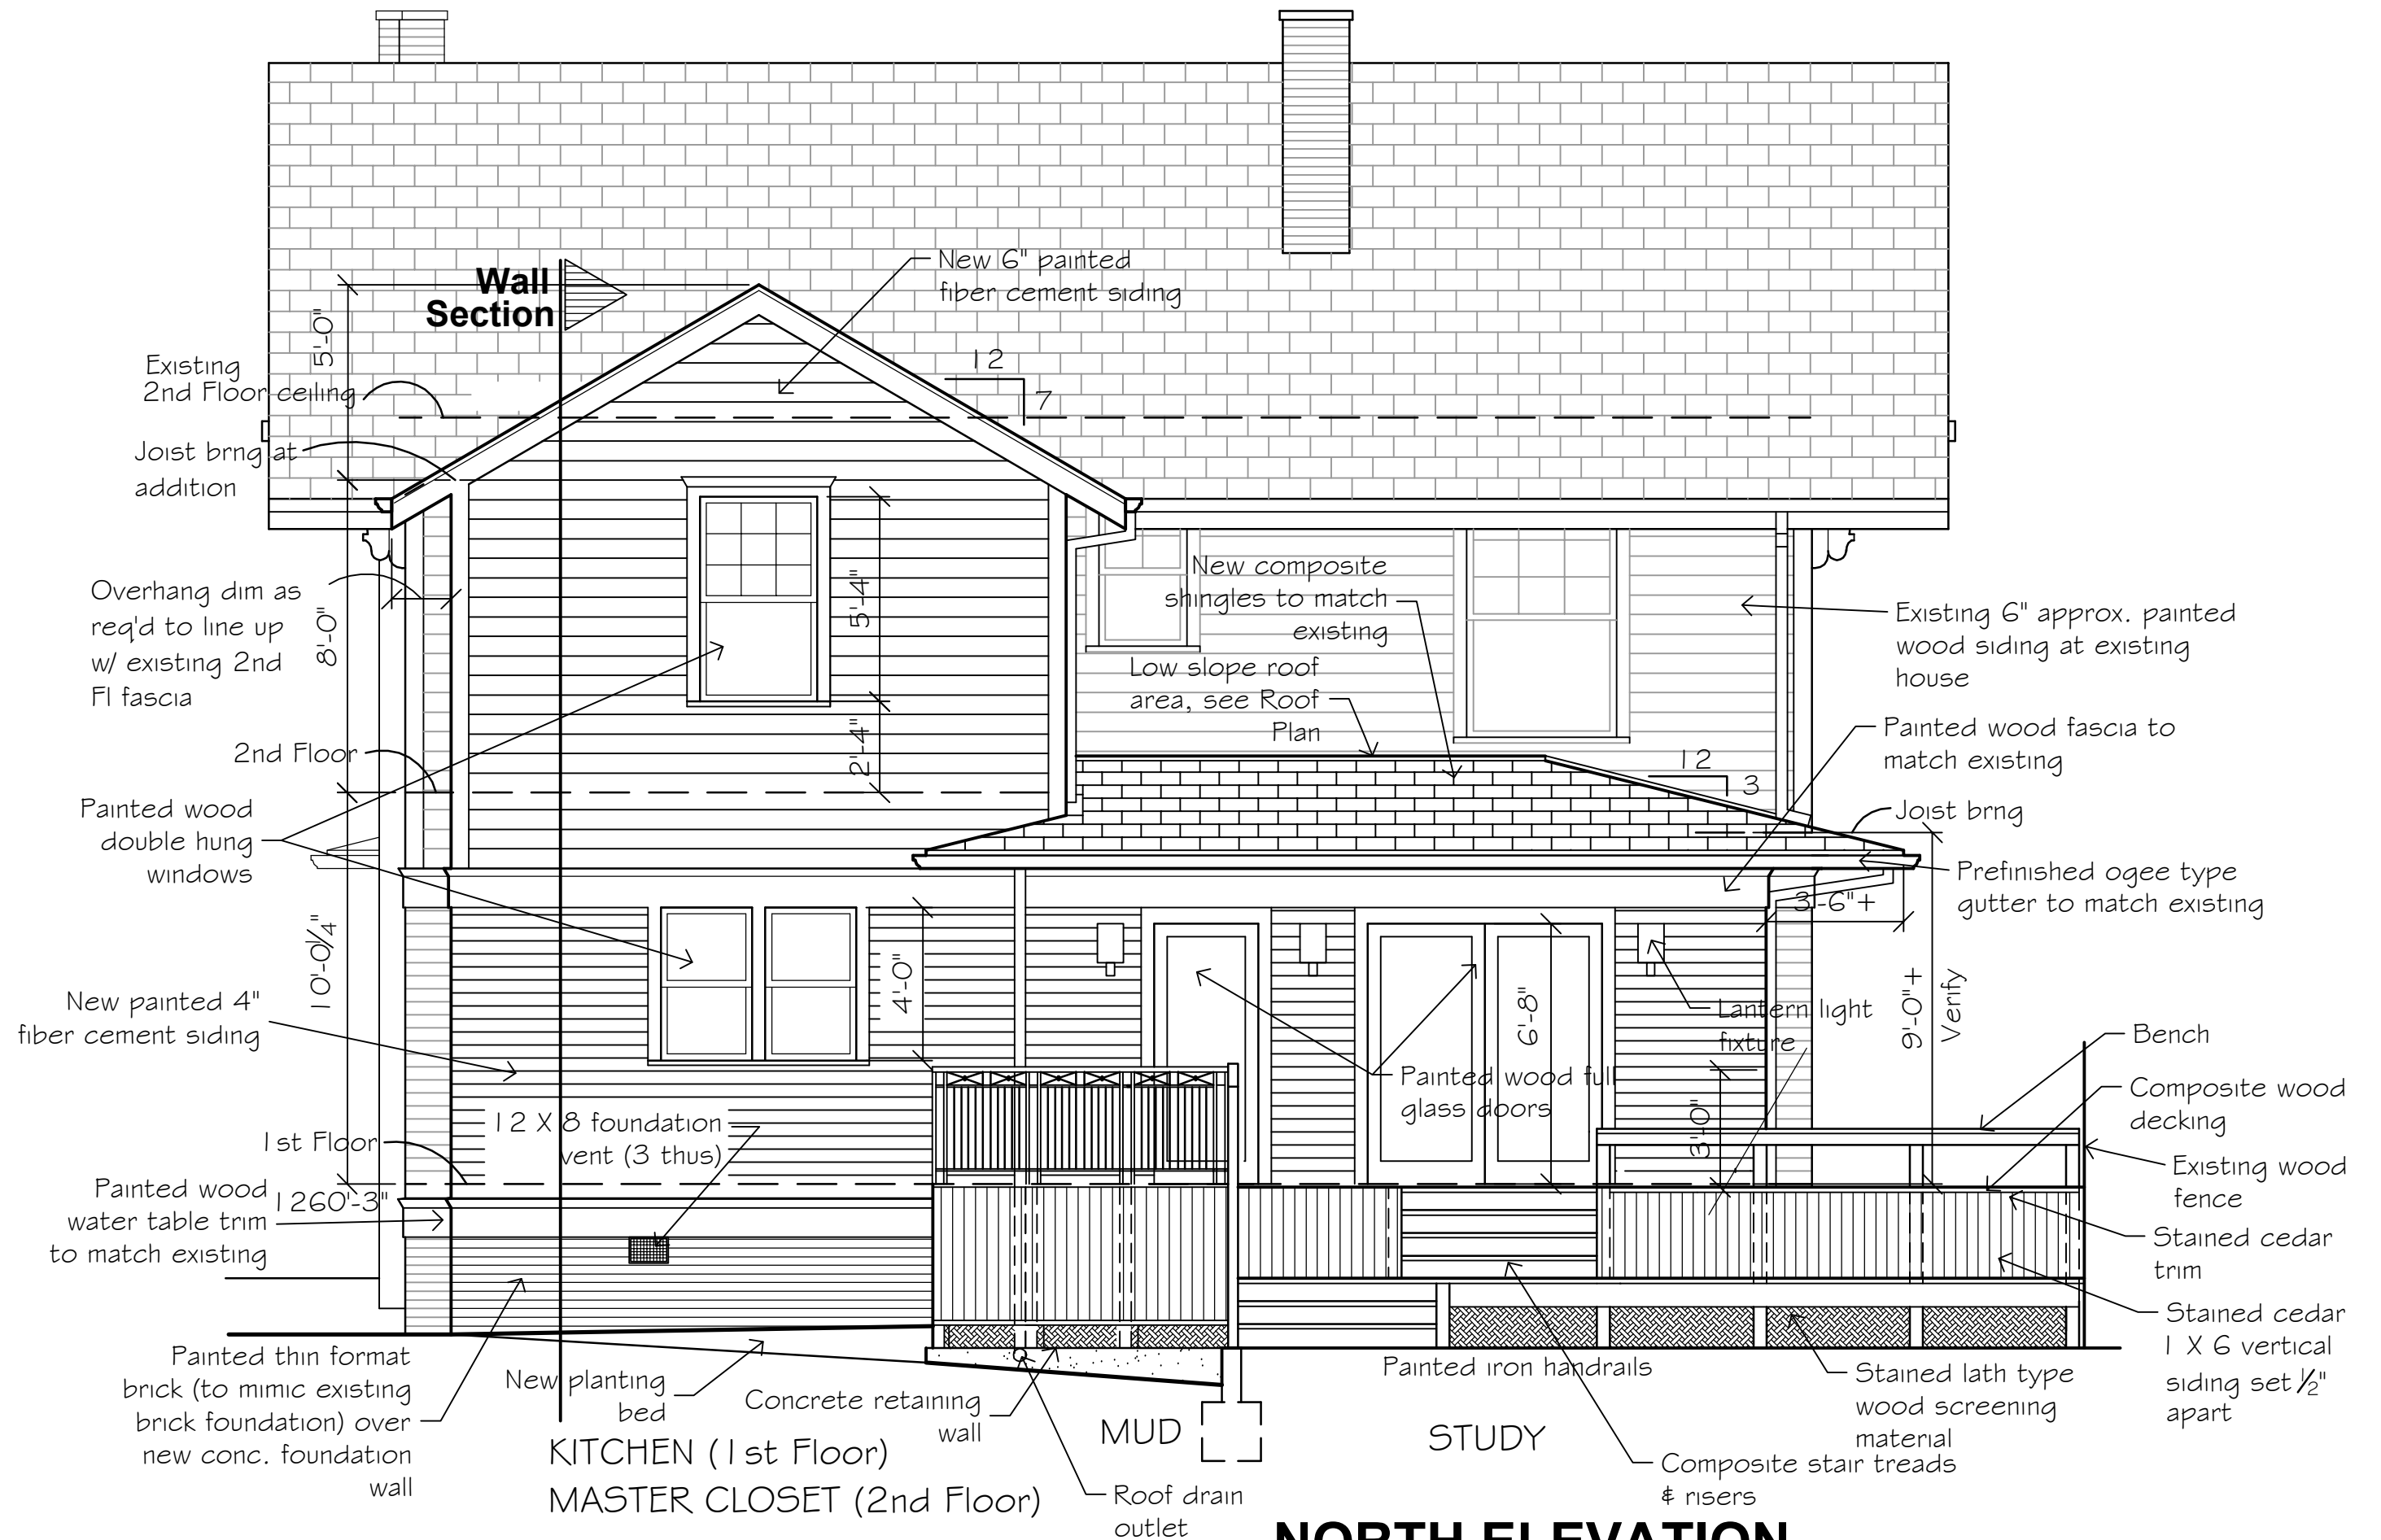 Wall
Section
New 6" painted
fiber cement siding
5'-0"
12
7
Existing
2nd Floor ceiling
Joist brng at
addition
Overhang dim as
req'd to line up
w/ existing 2nd
Fl fascia
8'-0"
5'-4"
2'-4"
New composite
shingles to match
existing
Low slope roof
area, see Roof
Plan
Existing 6" approx. painted
wood siding at existing
house
Painted wood fascia to
match existing
12
3
Joist brng
Prefinished ogee type
gutter to match existing
3'-6"+
2nd Floor
Painted wood
double hung
windows
10'-0¼"
4'-0"
6'-8"
3'-0"
9'-0"+
Verify
New painted 4"
fiber cement siding
Lantern light
fixture
Painted wood full
glass doors
Bench
Composite wood
decking
Existing wood
fence
Stained cedar
trim
Stained cedar
1 X 6 vertical
siding set ½"
apart
12 X 8 foundation
vent (3 thus)
1st Floor
1260'-3"
Painted wood
water table trim
to match existing
Painted thin format
brick (to mimic existing
brick foundation) over
new conc. foundation
wall
New planting
bed
Concrete retaining
wall
Painted iron handrails
Stained lath type
wood screening
material
Composite stair treads
& risers
KITCHEN (1st Floor)
MASTER CLOSET (2nd Floor)
MUD
STUDY
Roof drain
outlet
NORTH ELEVATION